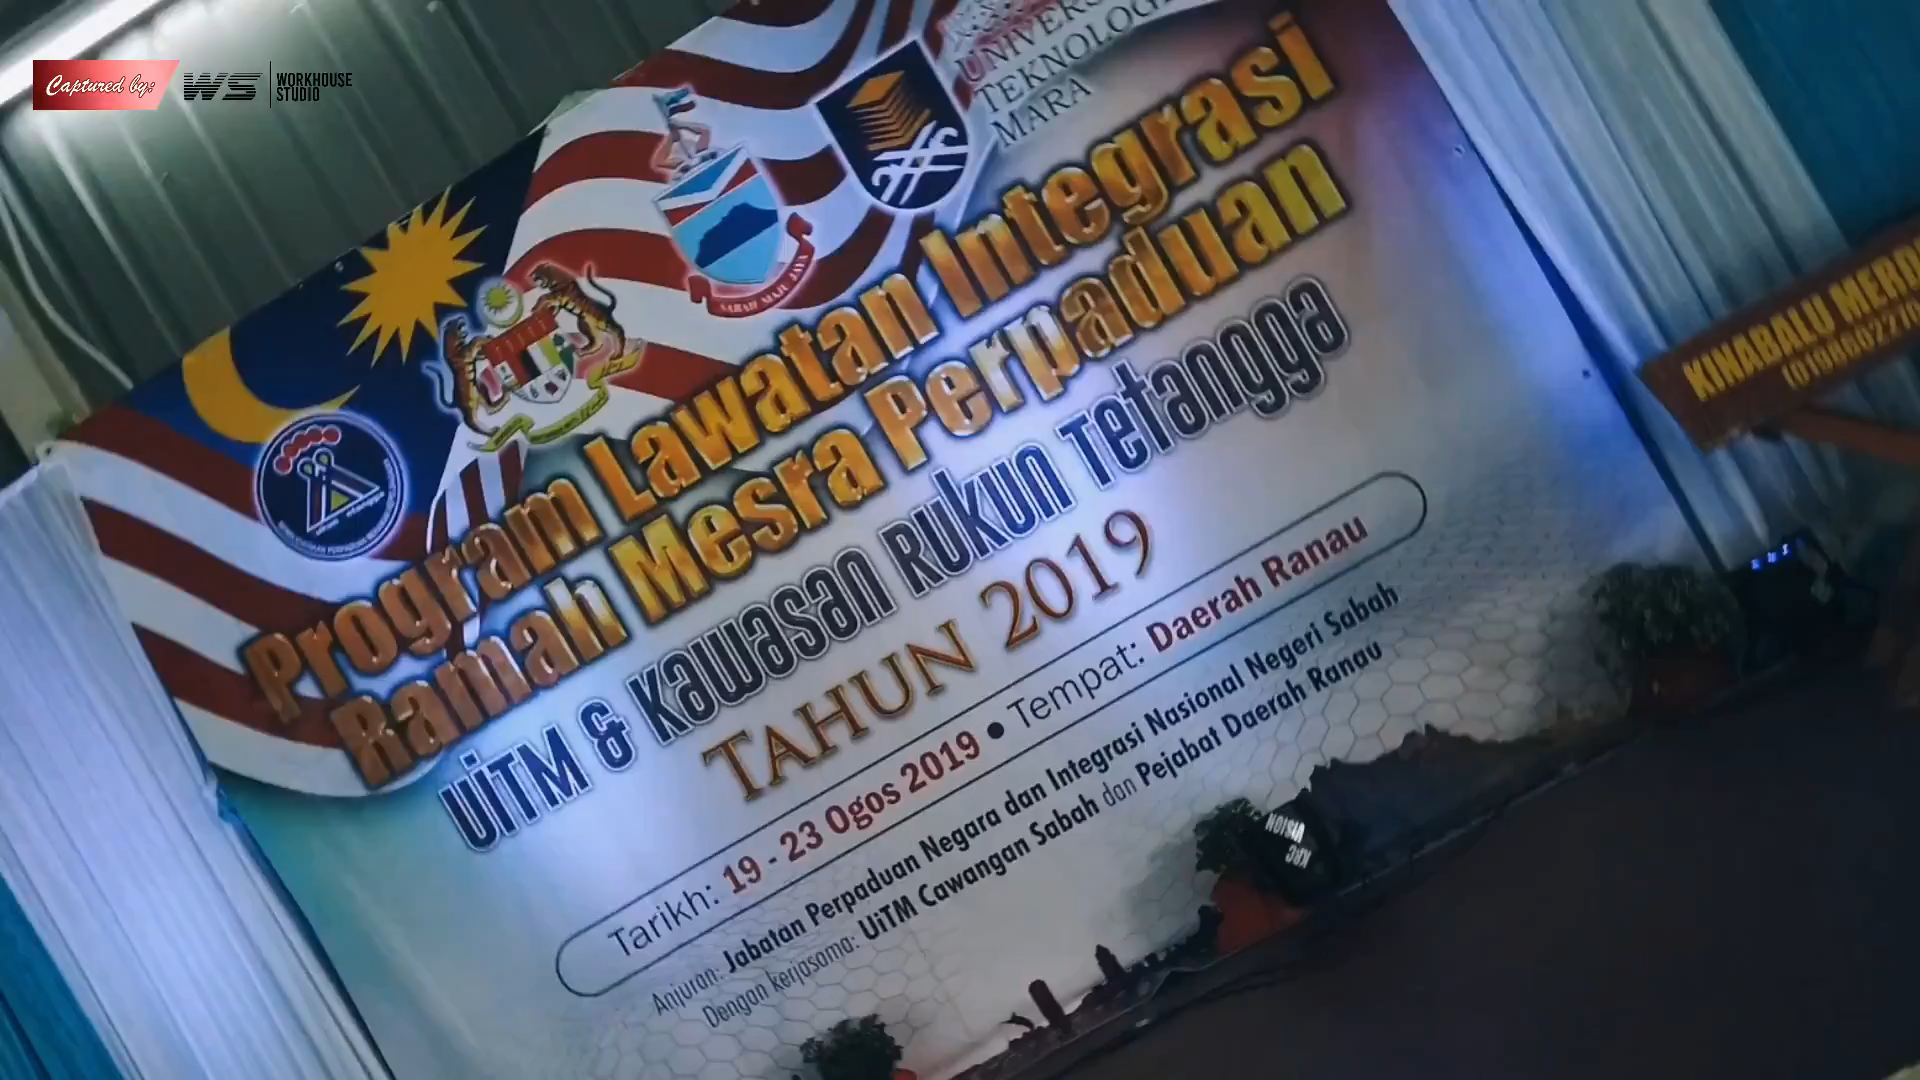 Captured by:
WS
WORKHOUSE
STUDIO
UNIVERSITI
TEKNOLOGI
MARA
SABAH MAJU JAYA
Program Lawatan Integrasi
Ramah Mesra Perpaduan
UiTM & Kawasan Rukun Tetangga
TAHUN 2019
Tarikh: 19 - 23 Ogos 2019 • Tempat: Daerah Ranau
Anjuran: Jabatan Perpaduan Negara dan Integrasi Nasional Negeri Sabah
Dengan kerjasama: UiTM Cawangan Sabah dan Pejabat Daerah Ranau
KINABALU
KRC
VISION